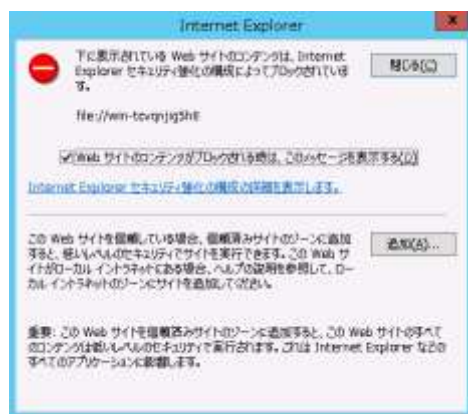 Internet Explorer
下に表示されている Web サイトのコンテンツは、Internet
Explorer セキュリティ強化の構成によってブロックされていま
す。
閉じる(C)
file://win-tcvqnjig5h8
Web サイトのコンテンツがブロックされる時は、このメッセージを表示する(D)
Internet Explorer セキュリティ強化の構成の詳細を表示します。
この Web サイトを信頼している場合、信頼済みサイトのゾーンに追加
すると、低いレベルのセキュリティでサイトを実行できます。この Web サ
イトがローカル イントラネットにある場合、ヘルプの説明を参照して、ロー
カル イントラネットのゾーンにサイトを追加してください。
追加(A)...
重要: この Web サイトを信頼済みサイトのゾーンに追加すると、この Web サイトのすべて
のコンテンツは低いレベルのセキュリティで実行されます。これは Internet Explorer などの
すべてのアプリケーションに影響します。